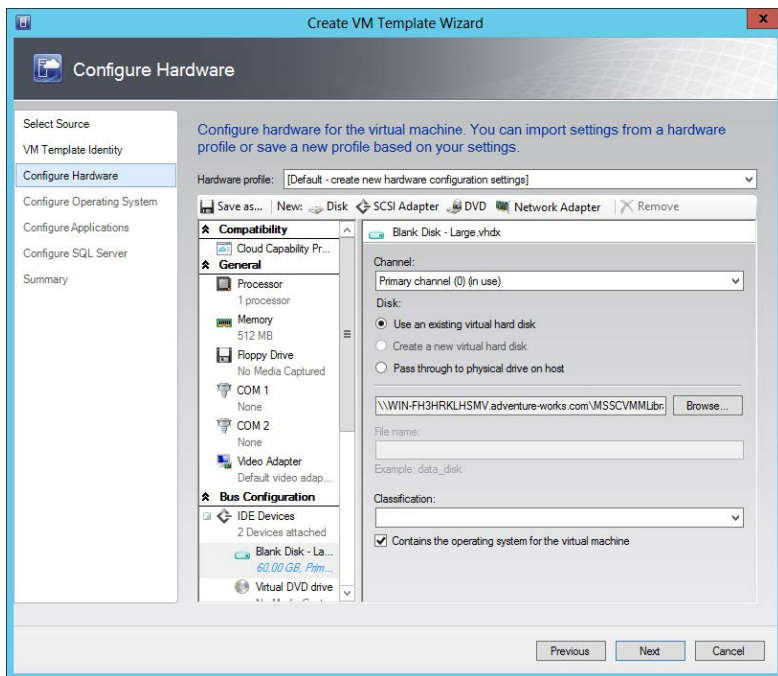 Create VM Template Wizard
x
Configure Hardware
Select Source
VM Template Identity
Configure Hardware
Configure Operating System
Configure Applications
Configure SQL Server
Summary
Configure hardware for the virtual machine. You can import settings from a hardware
profile or save a new profile based on your settings.
Hardware profile: [Default - create new hardware configuration settings]
Save as... New: Disk SCSI Adapter DVD Network Adapter Remove
Compatibility
Cloud Capability Pr...
General
Processor
1 processor
Memory
512 MB
Floppy Drive
No Media Captured
COM 1
None
COM 2
None
Video Adapter
Default video adap...
Bus Configuration
IDE Devices
2 Devices attached
Blank Disk - La...
60.00 GB, Prim...
Virtual DVD drive
Blank Disk - Large.vhdx
Channel:
Primary channel (0) (in use)
Disk:
Use an existing virtual hard disk
Create a new virtual hard disk
Pass through to physical drive on host
\\WIN-FH3HRKLHSMV.adventure-works.com\MSSCVMMLibr Browse...
File name:
Example: data_disk
Classification:
Contains the operating system for the virtual machine
Previous Next Cancel